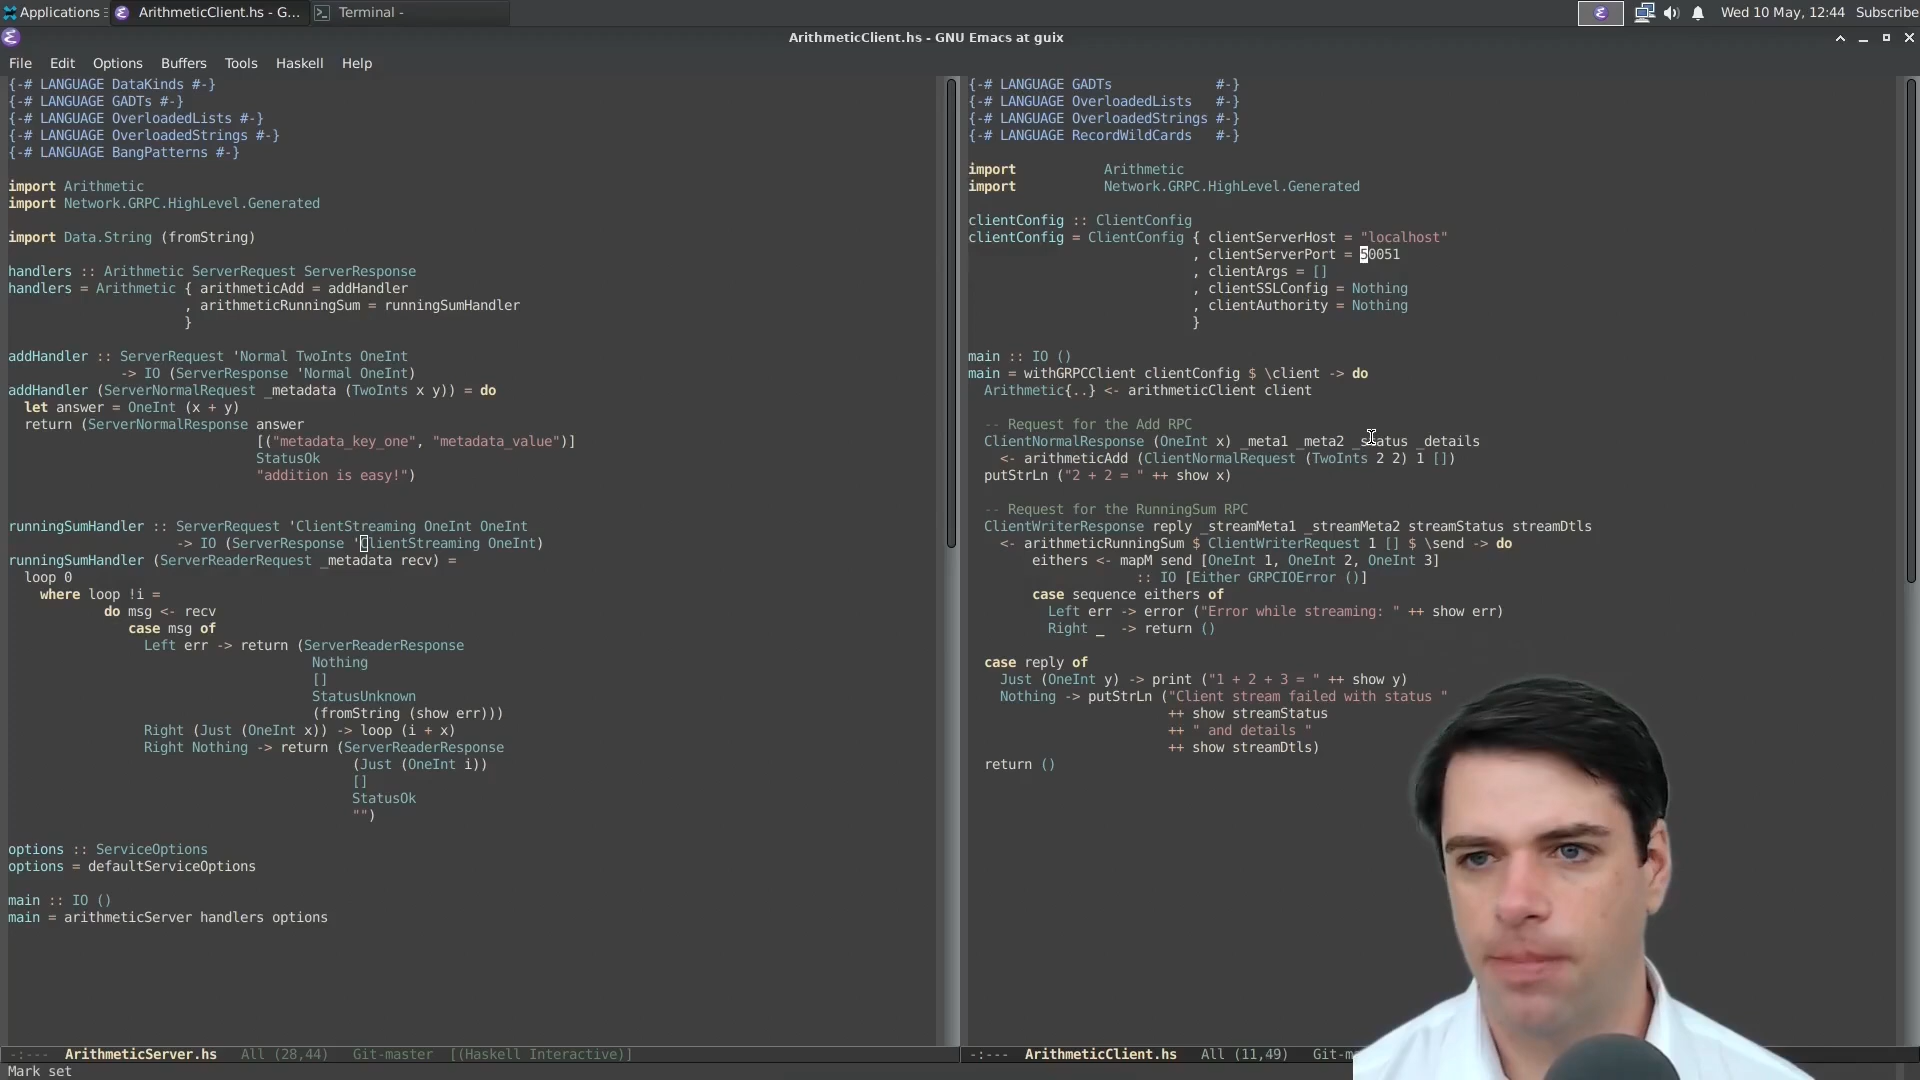 Applications
ArithmeticClient.hs - G...
Terminal -
Wed 10 May, 12:44
Subscribe
ArithmeticClient.hs - GNU Emacs at guix
File Edit Options Buffers Tools Haskell Help
{-# LANGUAGE DataKinds #-}
{-# LANGUAGE GADTs #-}
{-# LANGUAGE OverloadedLists #-}
{-# LANGUAGE OverloadedStrings #-}
{-# LANGUAGE BangPatterns #-}
import Arithmetic
import Network.GRPC.HighLevel.Generated
import Data.String (fromString)
handlers :: Arithmetic ServerRequest ServerResponse
handlers = Arithmetic { arithmeticAdd = addHandler
, arithmeticRunningSum = runningSumHandler
}
addHandler :: ServerRequest 'Normal TwoInts OneInt
-> IO (ServerResponse 'Normal OneInt)
addHandler (ServerNormalRequest _metadata (TwoInts x y)) = do
let answer = OneInt (x + y)
return (ServerNormalResponse answer
[("metadata_key_one", "metadata_value")]
StatusOk
"addition is easy!")
runningSumHandler :: ServerRequest 'ClientStreaming OneInt OneInt
-> IO (ServerResponse 'ClientStreaming OneInt)
runningSumHandler (ServerReaderRequest _metadata recv) =
loop 0
where loop !i =
do msg <- recv
case msg of
Left err -> return (ServerReaderResponse
Nothing
[]
StatusUnknown
(fromString (show err)))
Right (Just (OneInt x)) -> loop (i + x)
Right Nothing -> return (ServerReaderResponse
(Just (OneInt i))
[]
StatusOk
"")
options :: ServiceOptions
options = defaultServiceOptions
main :: IO ()
main = arithmeticServer handlers options
-:--- ArithmeticServer.hs All (28,44) Git-master [(Haskell Interactive)]
Mark set
{-# LANGUAGE GADTs #-}
{-# LANGUAGE OverloadedLists #-}
{-# LANGUAGE OverloadedStrings #-}
{-# LANGUAGE RecordWildCards #-}
import Arithmetic
import Network.GRPC.HighLevel.Generated
clientConfig :: ClientConfig
clientConfig = ClientConfig { clientServerHost = "localhost"
, clientServerPort = 50051
, clientArgs = []
, clientSSLConfig = Nothing
, clientAuthority = Nothing
}
main :: IO ()
main = withGRPCClient clientConfig $ \client -> do
Arithmetic{..} <- arithmeticClient client
-- Request for the Add RPC
ClientNormalResponse (OneInt x) _meta1 _meta2 _status _details
<- arithmeticAdd (ClientNormalRequest (TwoInts 2 2) 1 [])
putStrLn ("2 + 2 = " ++ show x)
-- Request for the RunningSum RPC
ClientWriterResponse reply _streamMeta1 _streamMeta2 streamStatus streamDtls
<- arithmeticRunningSum $ ClientWriterRequest 1 [] $ \send -> do
eithers <- mapM send [OneInt 1, OneInt 2, OneInt 3]
:: IO [Either GRPCIOError ()]
case sequence eithers of
Left err -> error ("Error while streaming: " ++ show err)
Right _ -> return ()
case reply of
Just (OneInt y) -> print ("1 + 2 + 3 = " ++ show y)
Nothing -> putStrLn ("Client stream failed with status "
++ show streamStatus
++ " and details "
++ show streamDtls)
return ()
-:--- ArithmeticClient.hs All (11,49) Git-m